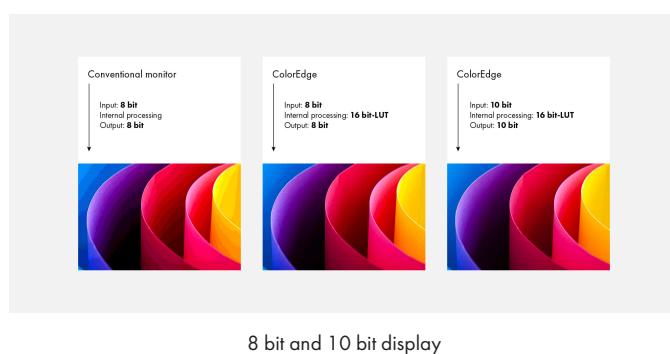 Conventional monitor
Input: 8 bit
Internal processing
Output: 8 bit
ColorEdge
Input: 8 bit
Internal processing: 16 bit-LUT
Output: 8 bit
ColorEdge
Input: 10 bit
Internal processing: 16 bit-LUT
Output: 10 bit
8 bit and 10 bit display